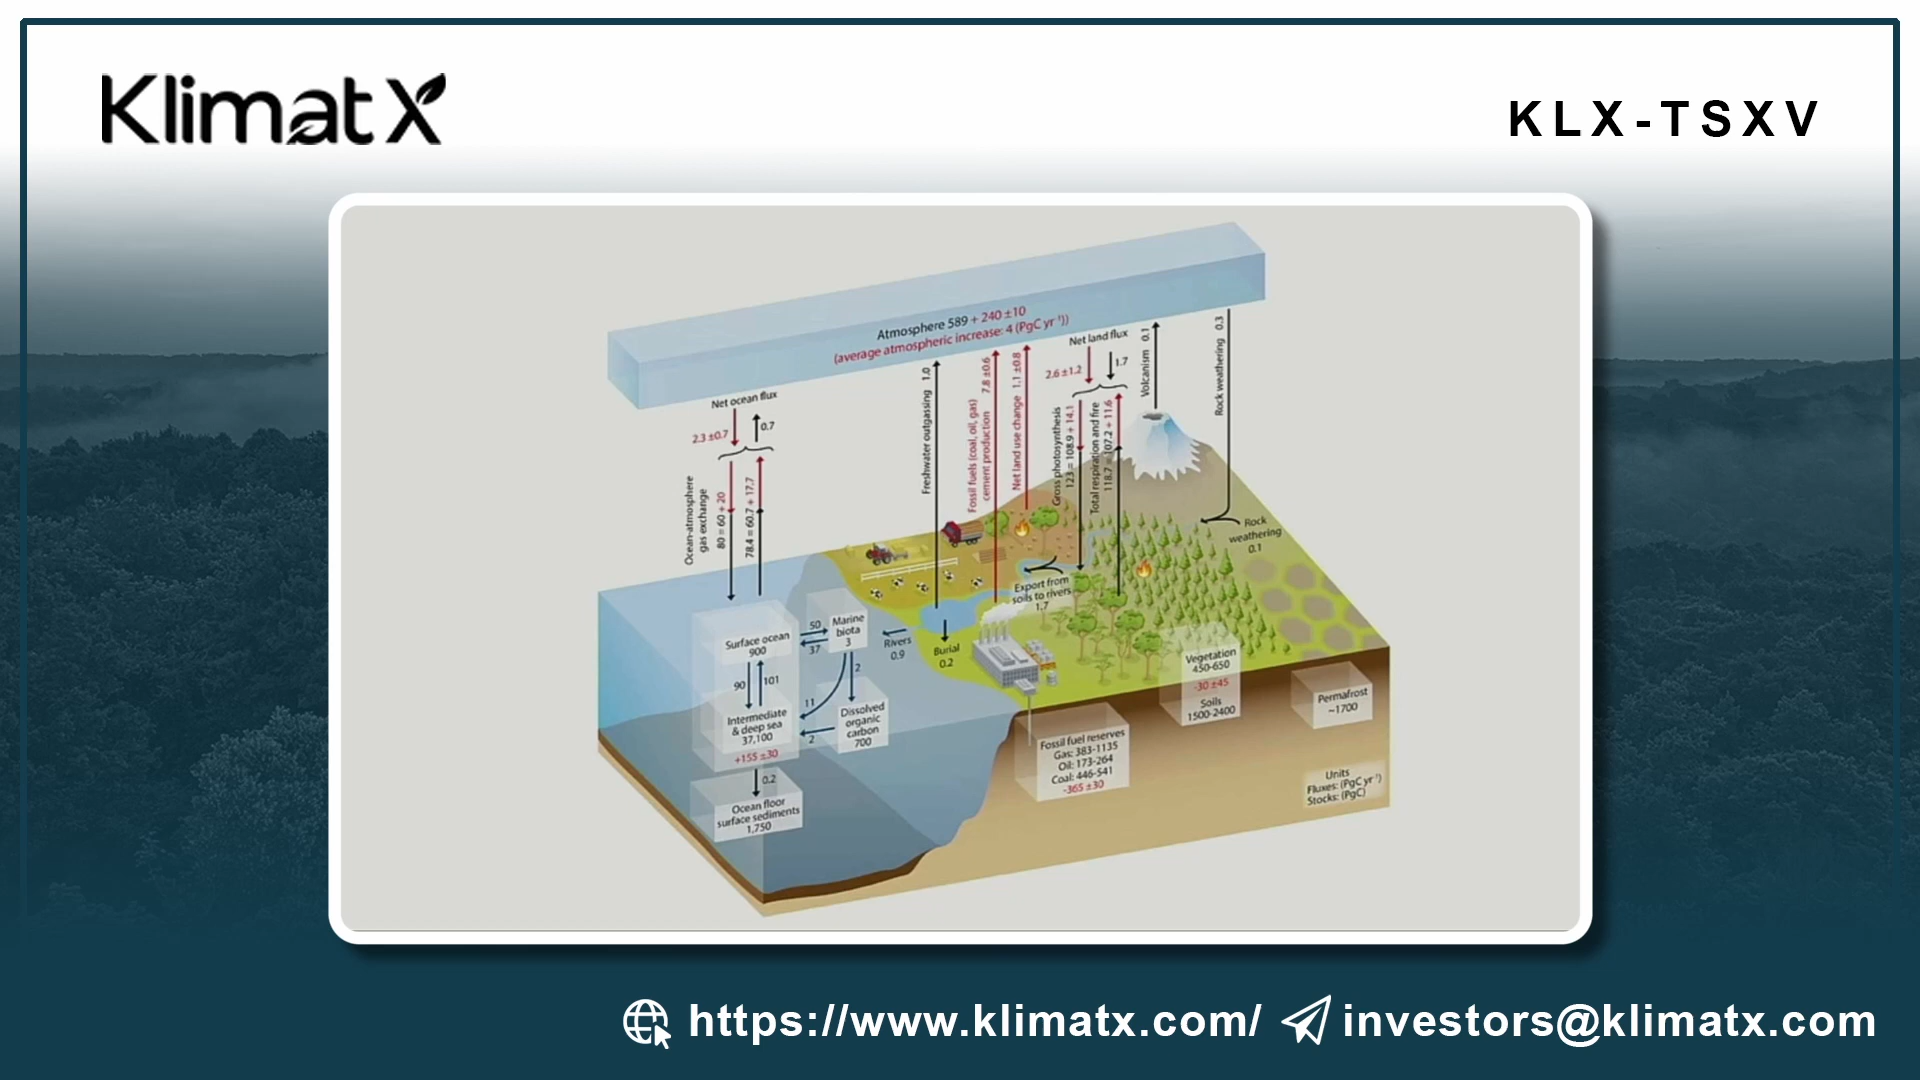 KlimatX
KLX-TSXV
Atmosphere 589 + 240 ±10
(average atmospheric increase: 4 (PgC yr⁻¹))
Net ocean flux
2.3 ±0.7
0.7
Ocean-atmosphere
gas exchange
80 = 60 + 20
78.4 = 60.7 + 17.7
Freshwater outgassing 1.0
Fossil fuels (coal, oil, gas)
cement production 7.8 ±0.6
Net land use change 1.1 ±0.8
Net land flux
2.6 ±1.2
1.7
Gross photosynthesis
123 = 108.9 + 14.1
Total respiration and fire
118.7 = 107.2 + 11.6
Volcanism 0.1
Rock weathering 0.3
Rock
weathering
0.1
Export from
soils to rivers
1.7
Surface ocean
900
50
37
Marine
biota
3
Rivers
0.9
Burial
0.2
90
101
2
11
2
Intermediate
& deep sea
37,100
+155 ±30
Dissolved
organic
carbon
700
0.2
Ocean floor
surface sediments
1,750
Fossil fuel reserves
Gas: 383-1135
Oil: 173-264
Coal: 446-541
-365 ±30
Vegetation
450-650
-30 ±45
Soils
1500-2400
Permafrost
~1700
Units
Fluxes: (PgC yr⁻¹)
Stocks: (PgC)
https://www.klimatx.com/
investors@klimatx.com